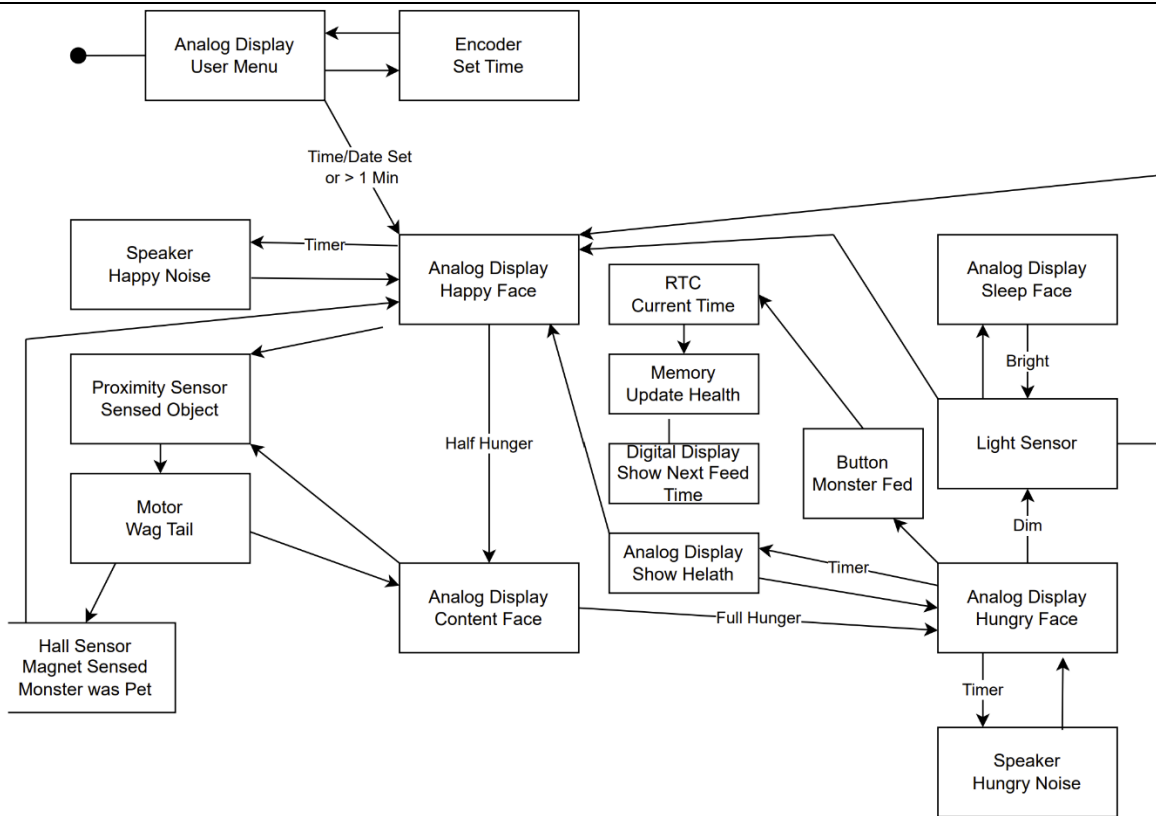 Analog Display
User Menu
Encoder
Set Time
Time/Date Set
or > 1 Min
Speaker
Happy Noise
Timer
Analog Display
Happy Face
RTC
Current Time
Analog Display
Sleep Face
Bright
Proximity Sensor
Sensed Object
Memory
Update Health
Half Hunger
Digital Display
Show Next Feed
Time
Button
Monster Fed
Light Sensor
Motor
Wag Tail
Dim
Analog Display
Show Helath
Timer
Analog Display
Content Face
Full Hunger
Analog Display
Hungry Face
Hall Sensor
Magnet Sensed
Monster was Pet
Timer
Speaker
Hungry Noise